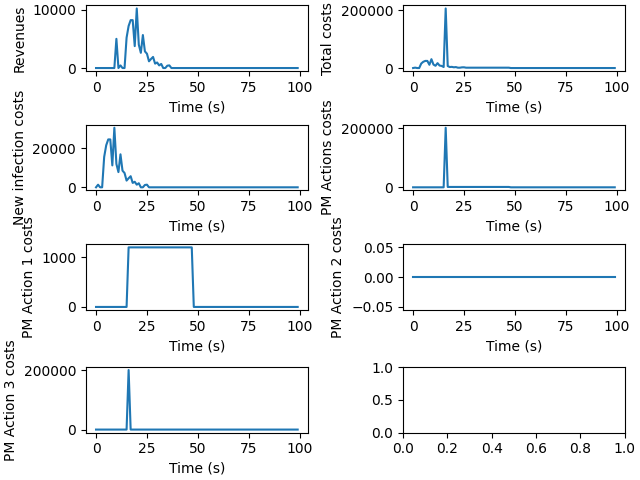 Revenues
10000
0
0 25 50 75 100
Time (s)
Total costs
200000
0
0 25 50 75 100
Time (s)
New infection costs
20000
0
0 25 50 75 100
Time (s)
PM Actions costs
200000
0
0 25 50 75 100
Time (s)
PM Action 1 costs
1000
0
0 25 50 75 100
Time (s)
PM Action 2 costs
0.05
0.00
−0.05
0 25 50 75 100
Time (s)
PM Action 3 costs
200000
0
0 25 50 75 100
Time (s)
1.0
0.5
0.0
0.0 0.2 0.4 0.6 0.8 1.0